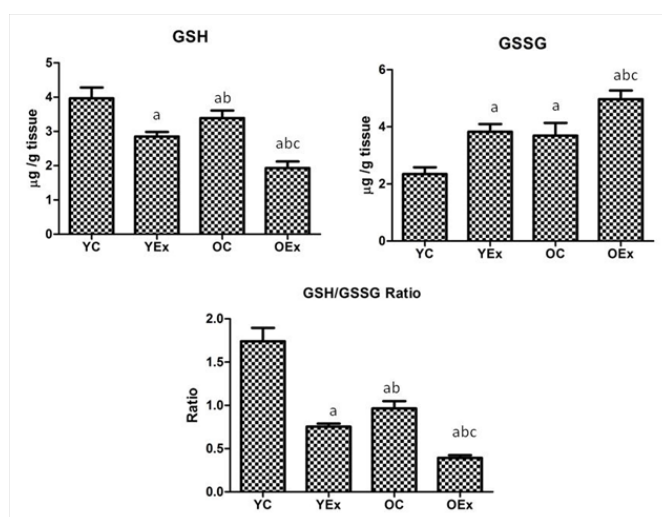 GSH
µg /g tissue
5
4
3
2
1
0
a
ab
abc
YC YEx OC OEx
GSSG
µg /g tissue
6
4
2
0
a
a
abc
YC YEx OC OEx
GSH/GSSG Ratio
Ratio
2.0
1.5
1.0
0.5
0.0
a
ab
abc
YC YEx OC OEx